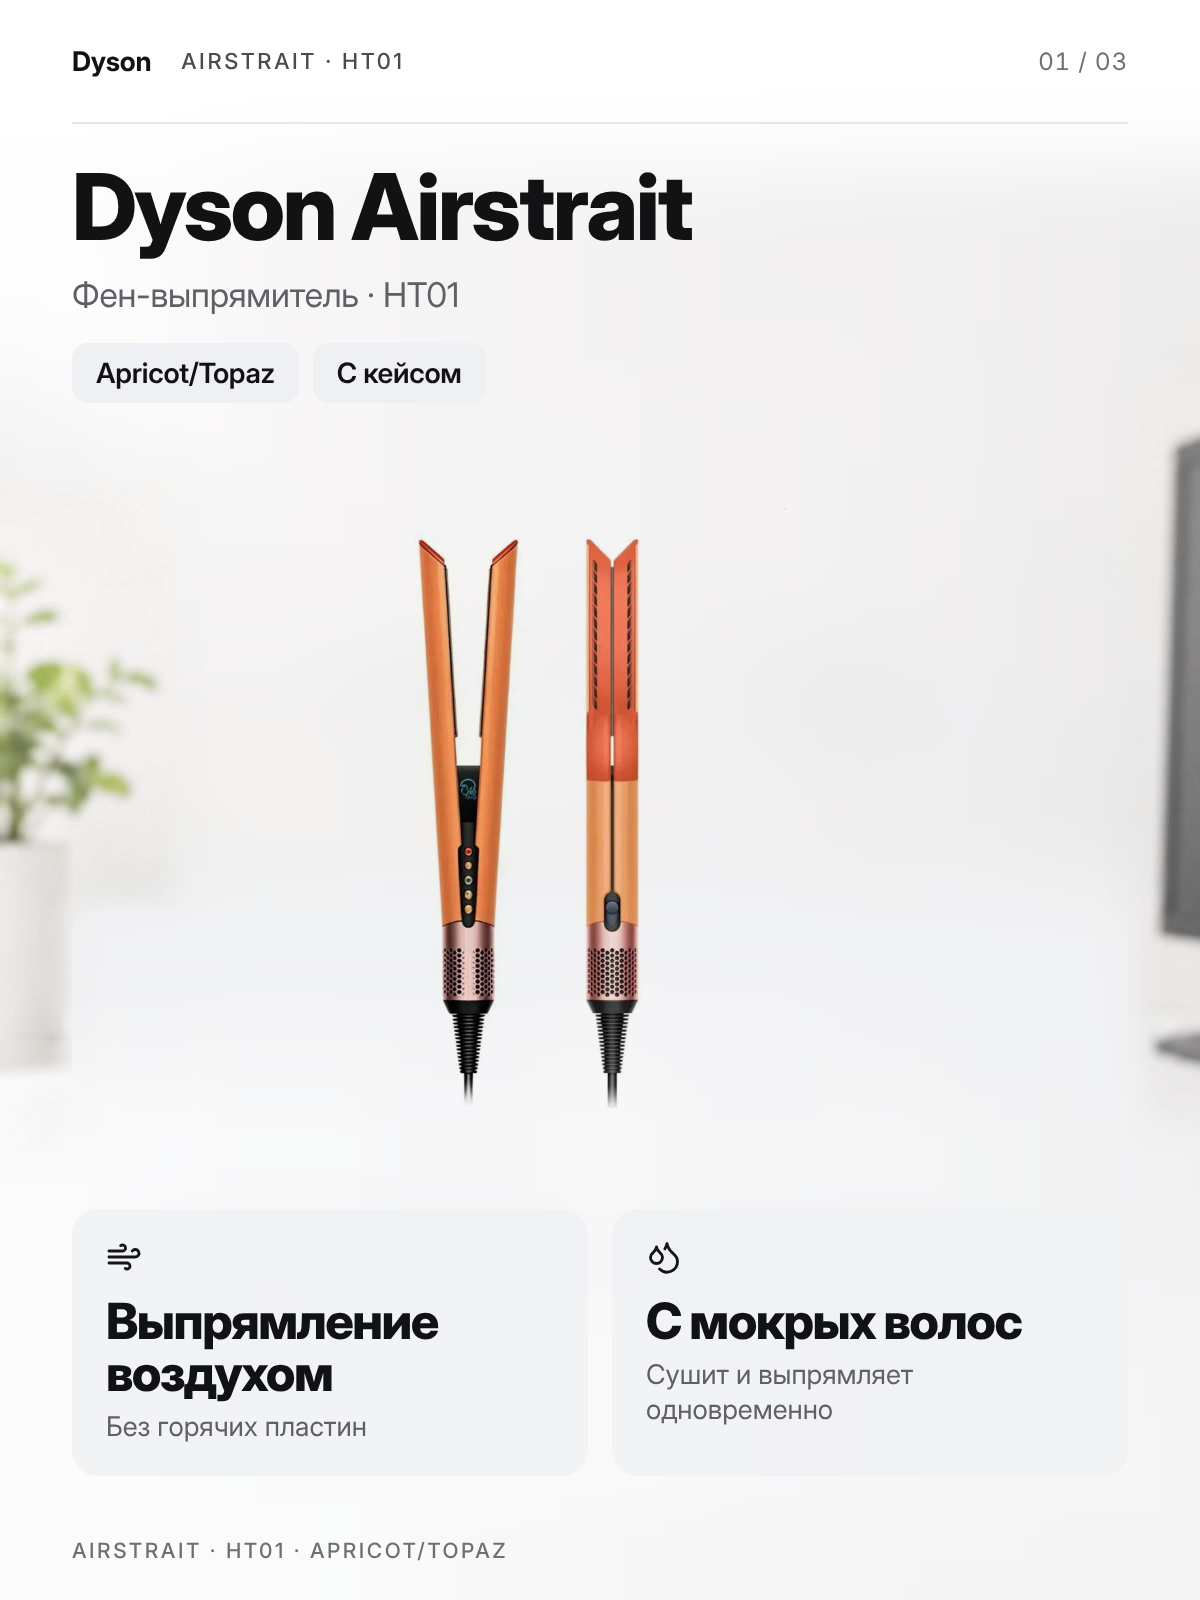 Dyson AIRSTRAIT · HT01 01 / 03
Dyson Airstrait
Фен-выпрямитель · HT01
Apricot/Topaz С кейсом
Выпрямление
воздухом
Без горячих пластин
С мокрых волос
Сушит и выпрямляет
одновременно
AIRSTRAIT · HT01 · APRICOT/TOPAZ